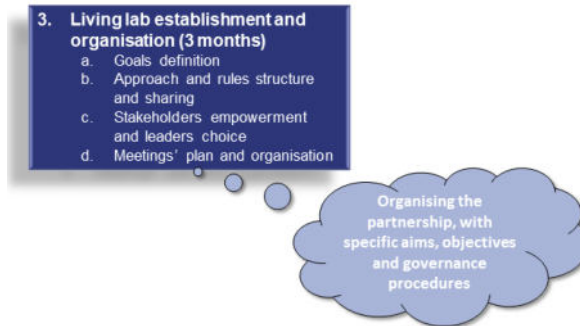 3. Living lab establishment and
organisation (3 months)
a. Goals definition
b. Approach and rules structure
and sharing
c. Stakeholders empowerment
and leaders choice
d. Meetings' plan and organisation
Organising the
partnership, with
specific aims, objectives
and governance
procedures